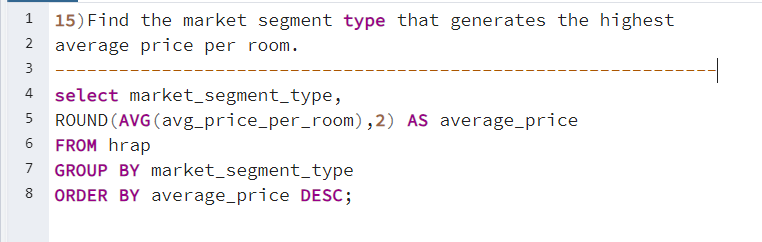 1 15)Find the market segment type that generates the highest
2 average price per room.
3 --------------------------------------------------------------
4 select market_segment_type,
5 ROUND(AVG(avg_price_per_room),2) AS average_price
6 FROM hrap
7 GROUP BY market_segment_type
8 ORDER BY average_price DESC;